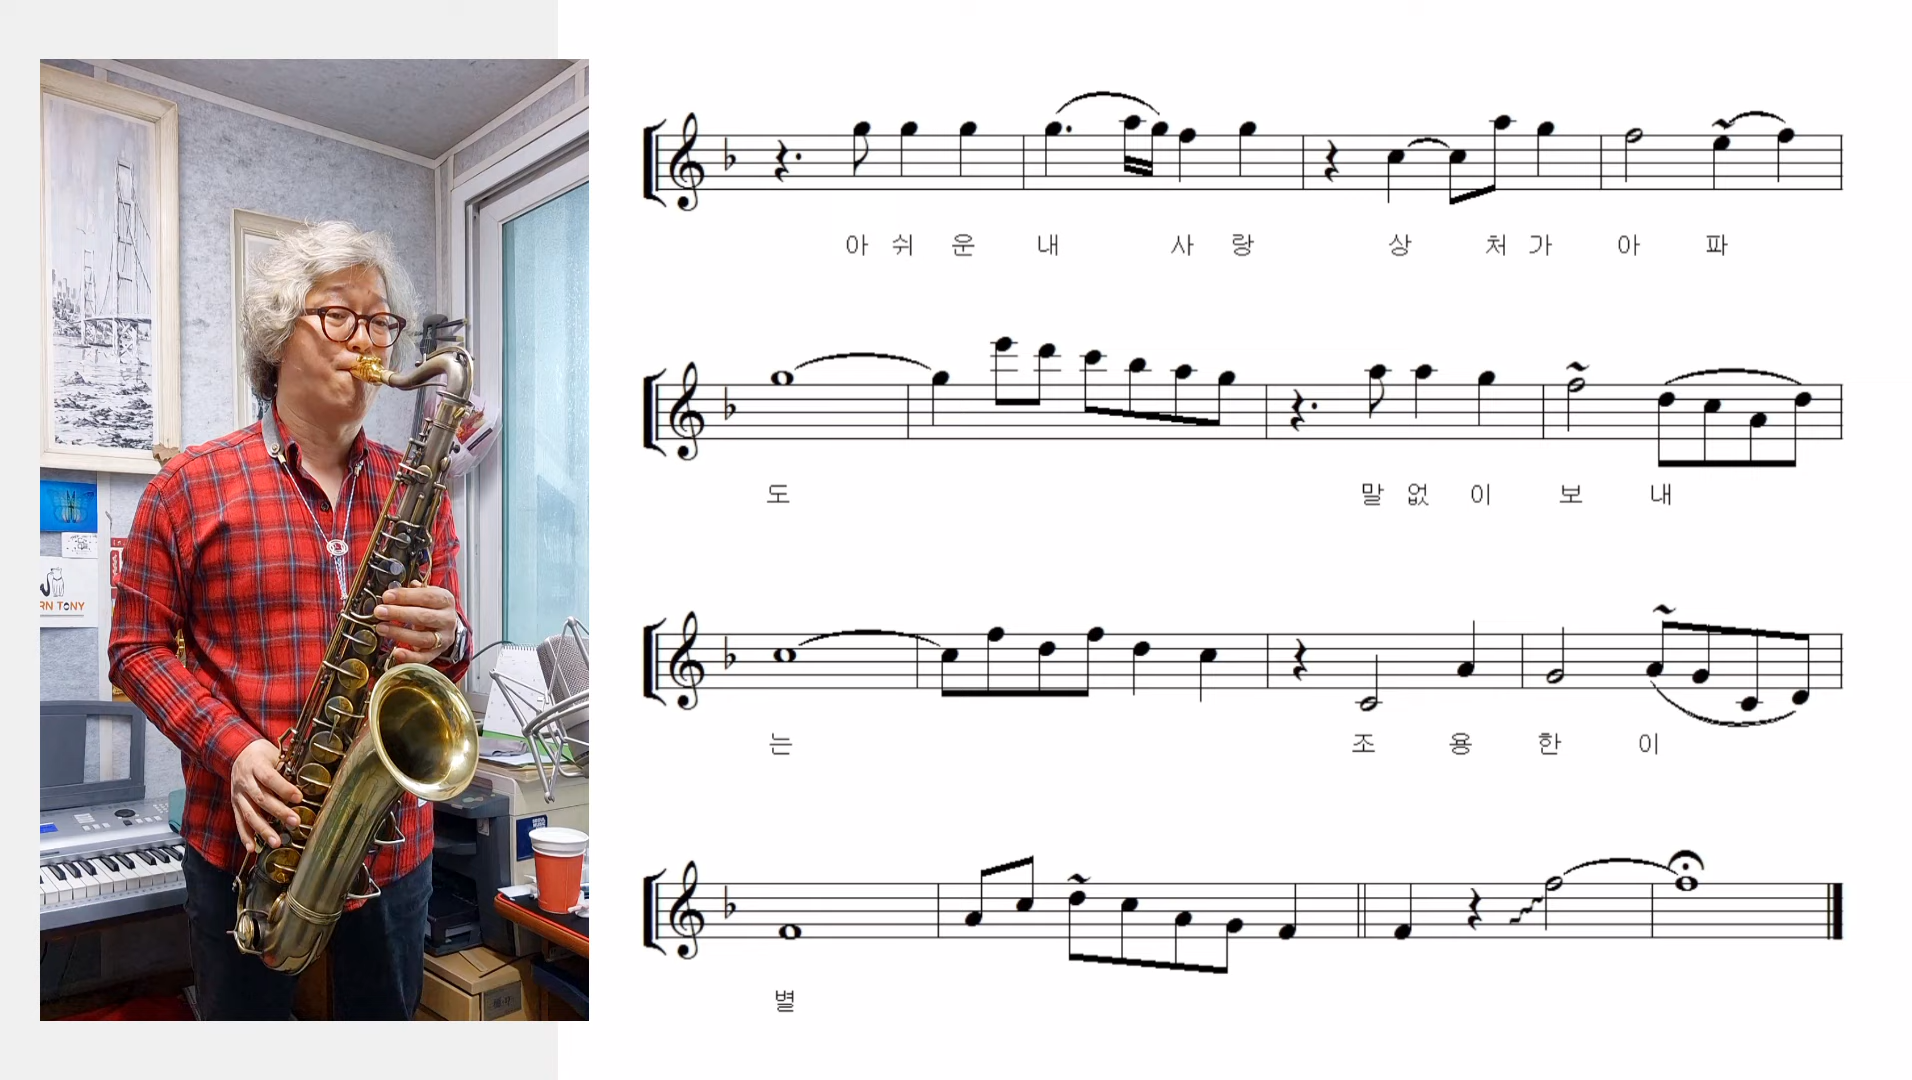 아 쉬 운 내 사 랑 상 처 가 아 파
도 말 없 이 보 내
는 조 용 한 이
별
RN TONY